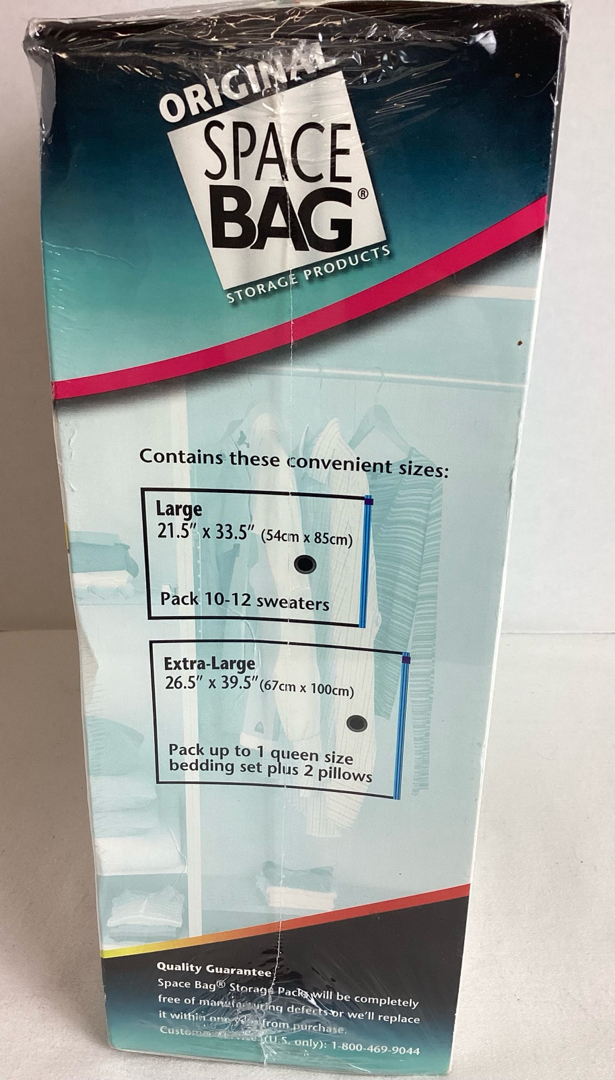 ORIGINAL
SPACE
BAG®
STORAGE PRODUCTS
Contains these convenient sizes:
Large
21.5” x 33.5” (54cm x 85cm)
Pack 10-12 sweaters
Extra-Large
26.5” x 39.5” (67cm x 100cm)
Pack up to 1 queen size
bedding set plus 2 pillows
Quality Guarantee
Space Bag® Storage Packs will be completely
free of manufacturing defects or we’ll replace
it within one from purchase.
(U.S. only): 1-800-469-9044